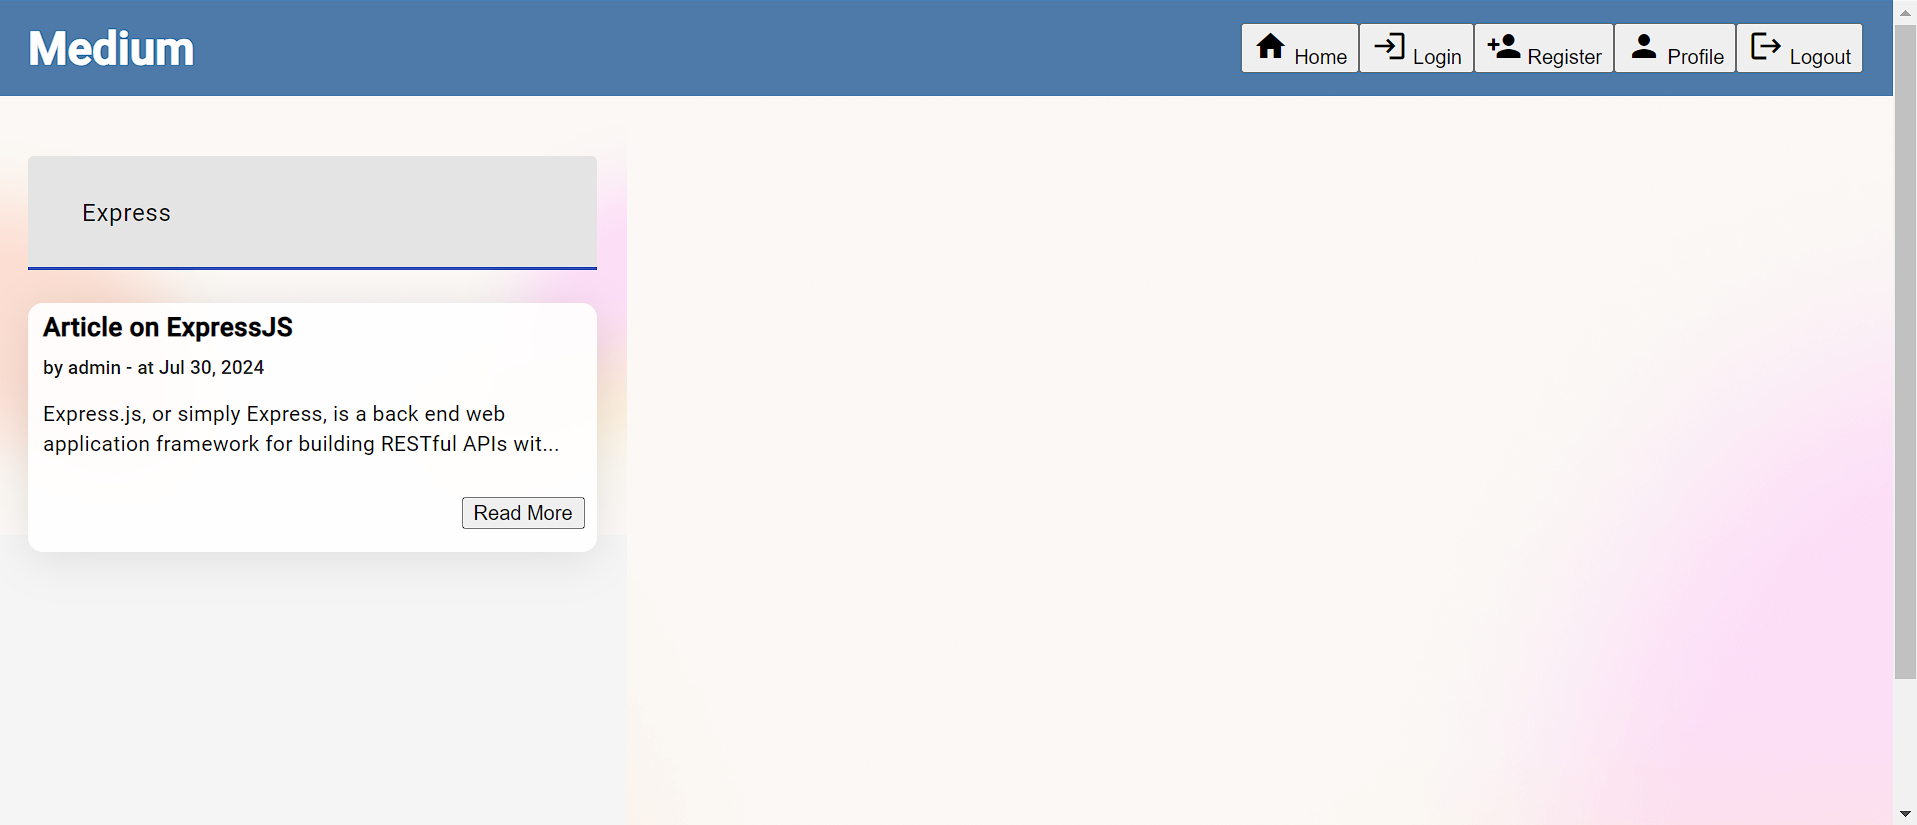 Medium
Home Login Register Profile Logout
Express
Article on ExpressJS
by admin - at Jul 30, 2024
Express.js, or simply Express, is a back end web
application framework for building RESTful APIs wit...
Read More